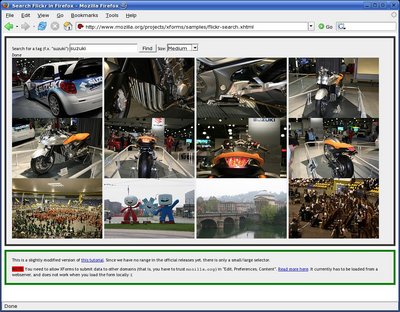 Search Flickr in Firefox - Mozilla Firefox
File Edit View Go Bookmarks Tools Help
http://www.mozilla.org/projects/xforms/samples/flickr-search.xhtml Go
Search for a tag (f.x. "suzuki") suzuki Find Size: Medium
Done
SUZUKI
This is a slightly modified version of this tutorial. Since we have no range in the official releases yet, there is only a small/large selector.
You need to allow XForms to submit data to other domains (that is, you have to trust mozilla.org) in "Edit, Preferences, Content". Read more here. It currently has to be loaded from a
webserver, and does not work when you load the form locally :(
Done